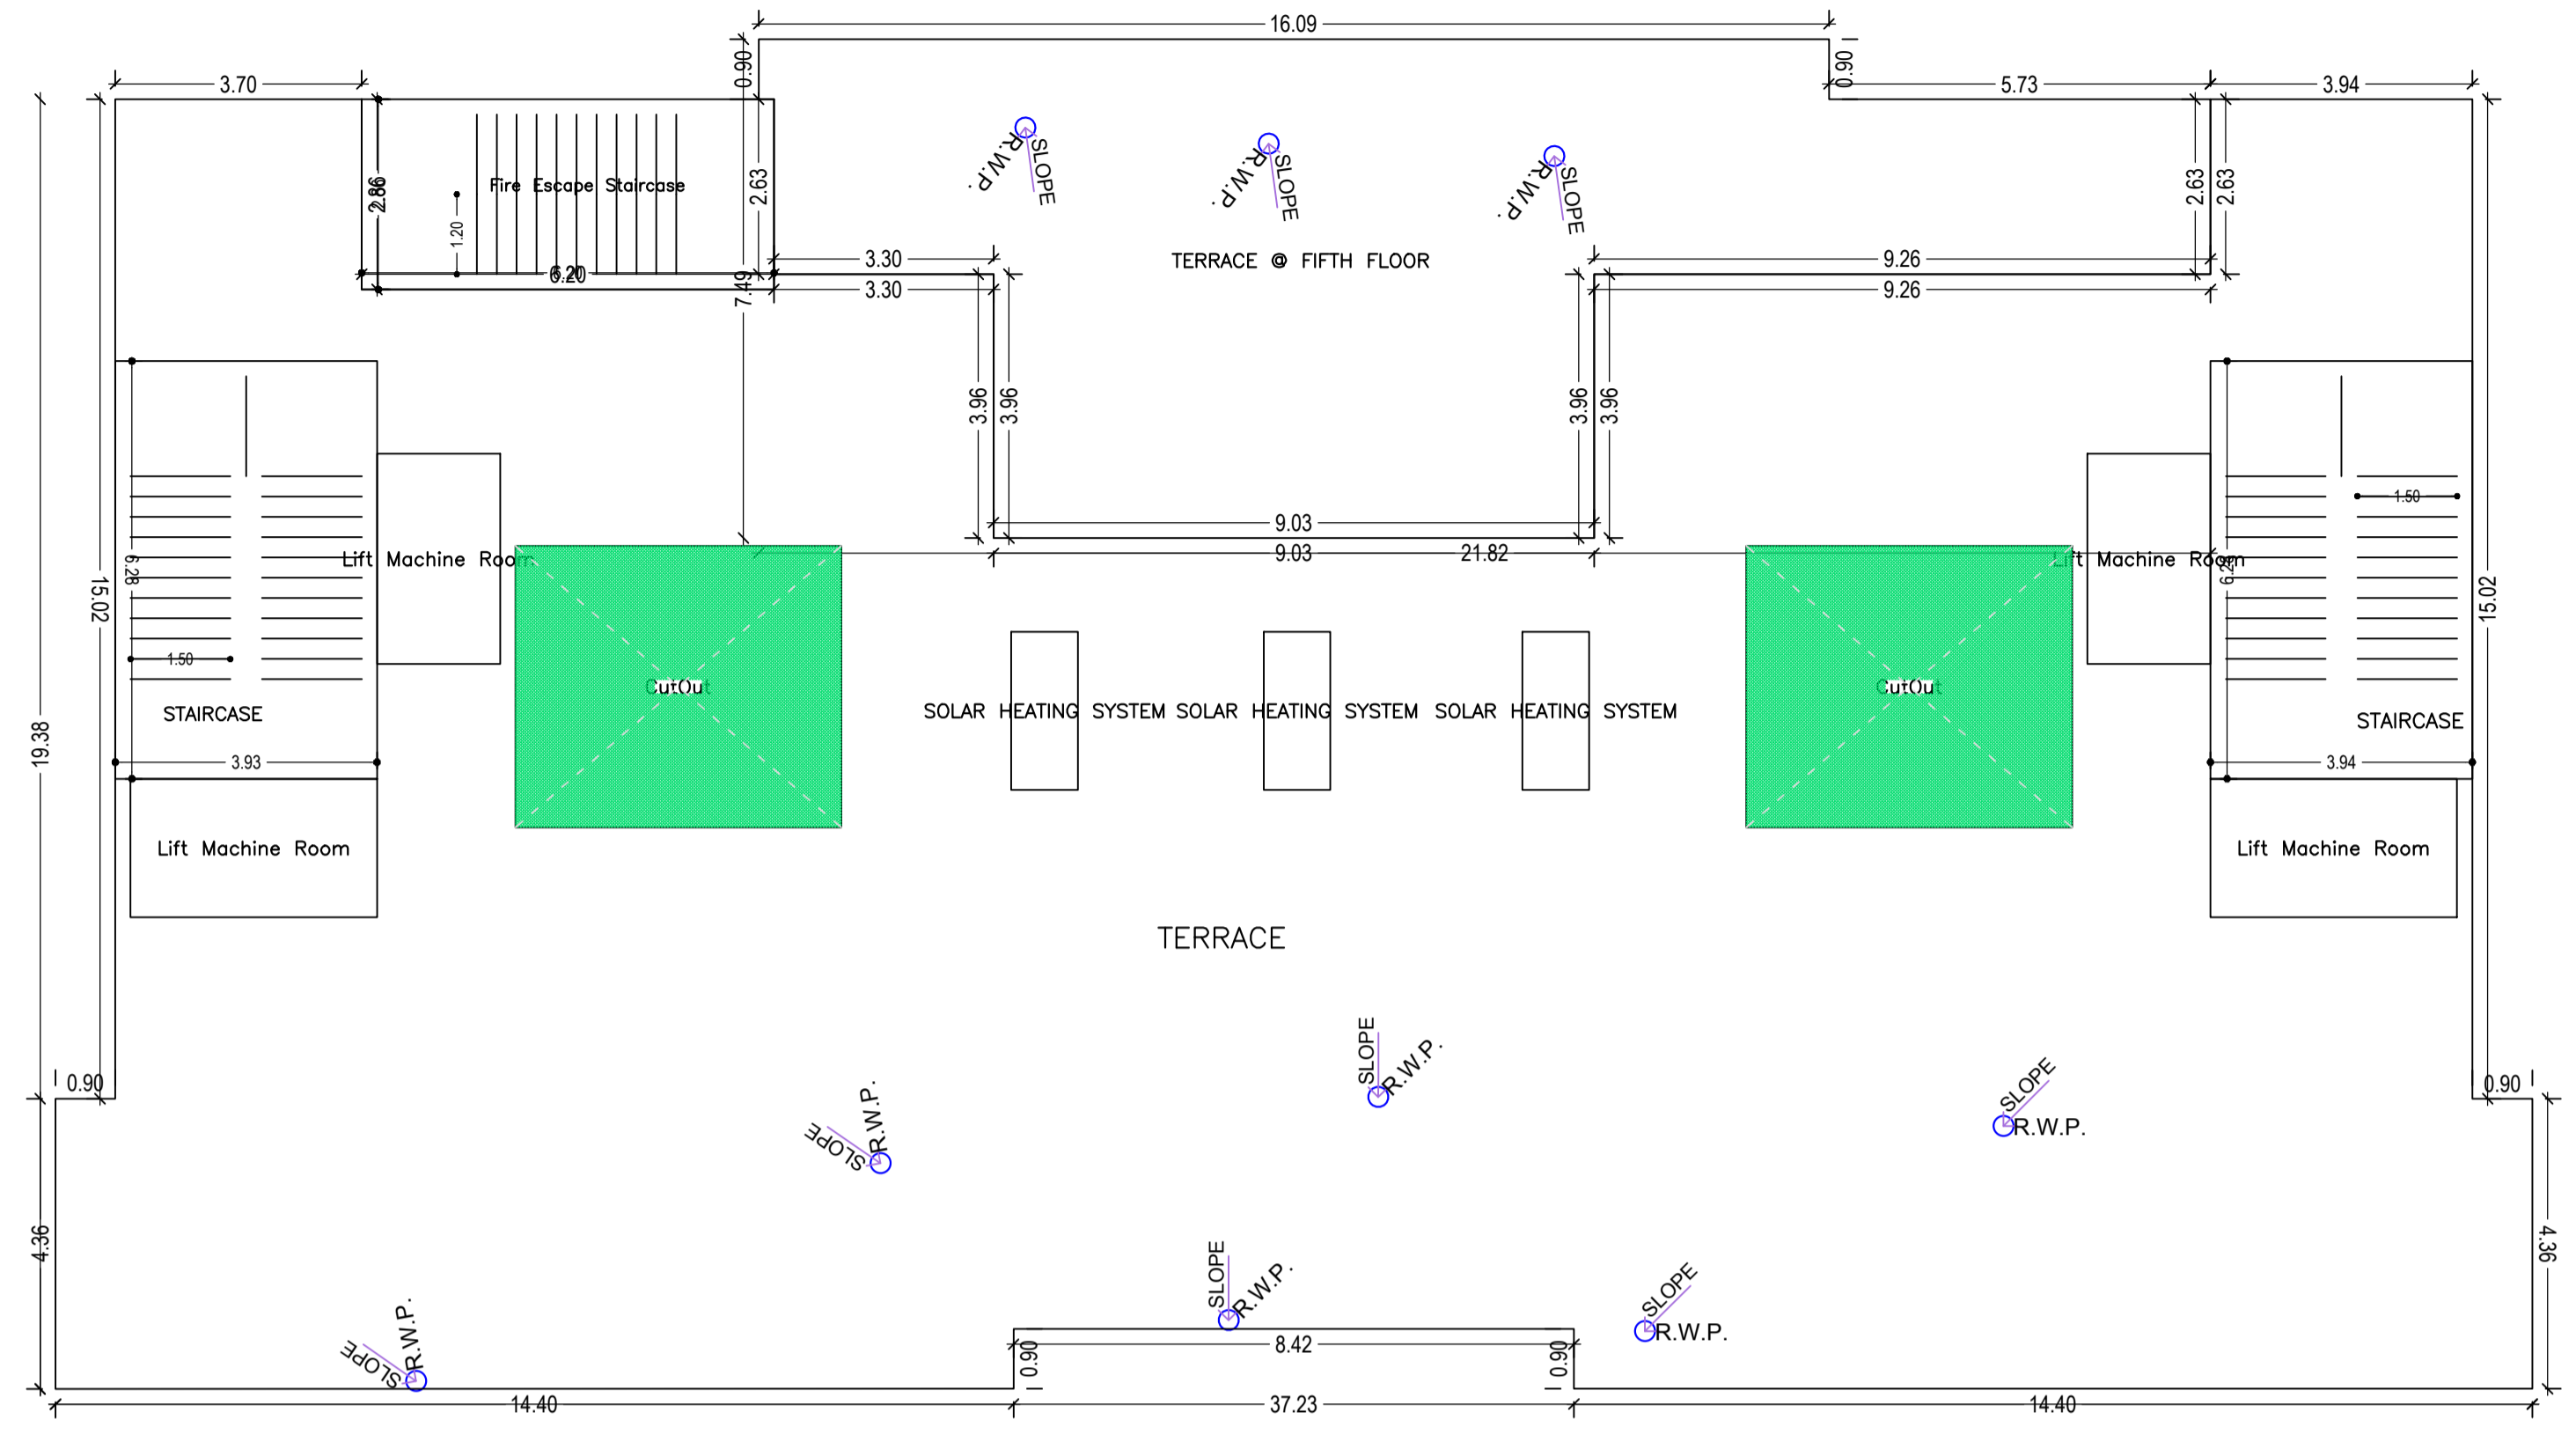 16.09
0.90
0.90
3.70
5.73
3.94
Fire Escape Staircase
2.86
2.63
2.63
2.63
1.20
R.W.P.
SLOPE
R.W.P.
SLOPE
R.W.P.
SLOPE
TERRACE @ FIFTH FLOOR
3.30
9.26
6.20
7.49
3.30
9.26
3.96
3.96
3.96
3.96
9.03
9.03
21.82
1.50
Lift Machine Room
Lift Machine Room
6.28
15.02
15.02
1.50
CutOut
CutOut
SOLAR HEATING SYSTEM
SOLAR HEATING SYSTEM
SOLAR HEATING SYSTEM
STAIRCASE
STAIRCASE
19.38
3.93
3.94
Lift Machine Room
Lift Machine Room
TERRACE
0.90
0.90
SLOPE
R.W.P.
SLOPE
R.W.P.
SLOPE
R.W.P.
4.36
4.36
SLOPE
R.W.P.
SLOPE
R.W.P.
SLOPE
R.W.P.
0.90
8.42
0.90
14.40
37.23
14.40